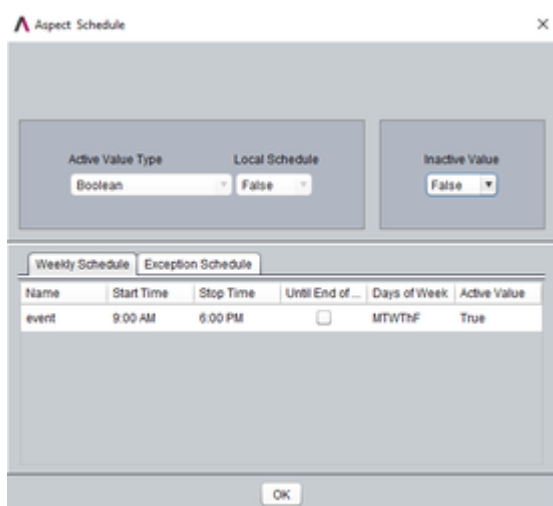 Aspect Schedule
Active Value Type Local Schedule Inactive Value
Boolean False False
Weekly Schedule Exception Schedule
Name Start Time Stop Time Until End of ... Days of Week Active Value
event 9:00 AM 6:00 PM MTWThF True
OK